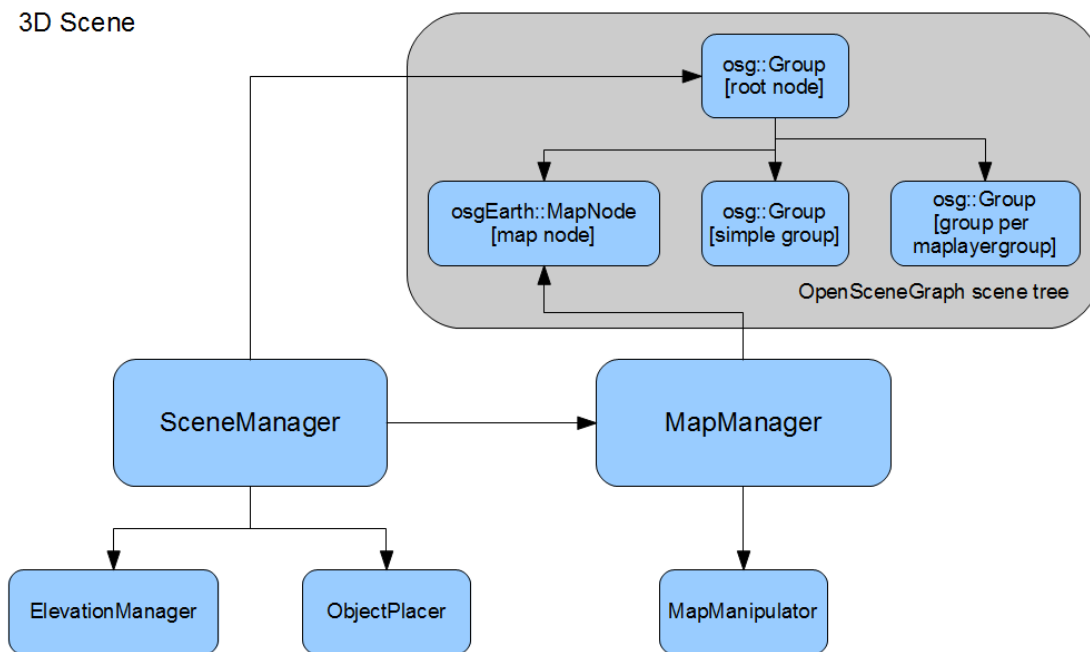 3D Scene
osg::Group
[root node]
osgEarth::MapNode
[map node]
osg::Group
[simple group]
osg::Group
[group per
maplayergroup]
OpenSceneGraph scene tree
SceneManager
MapManager
ElevationManager
ObjectPlacer
MapManipulator